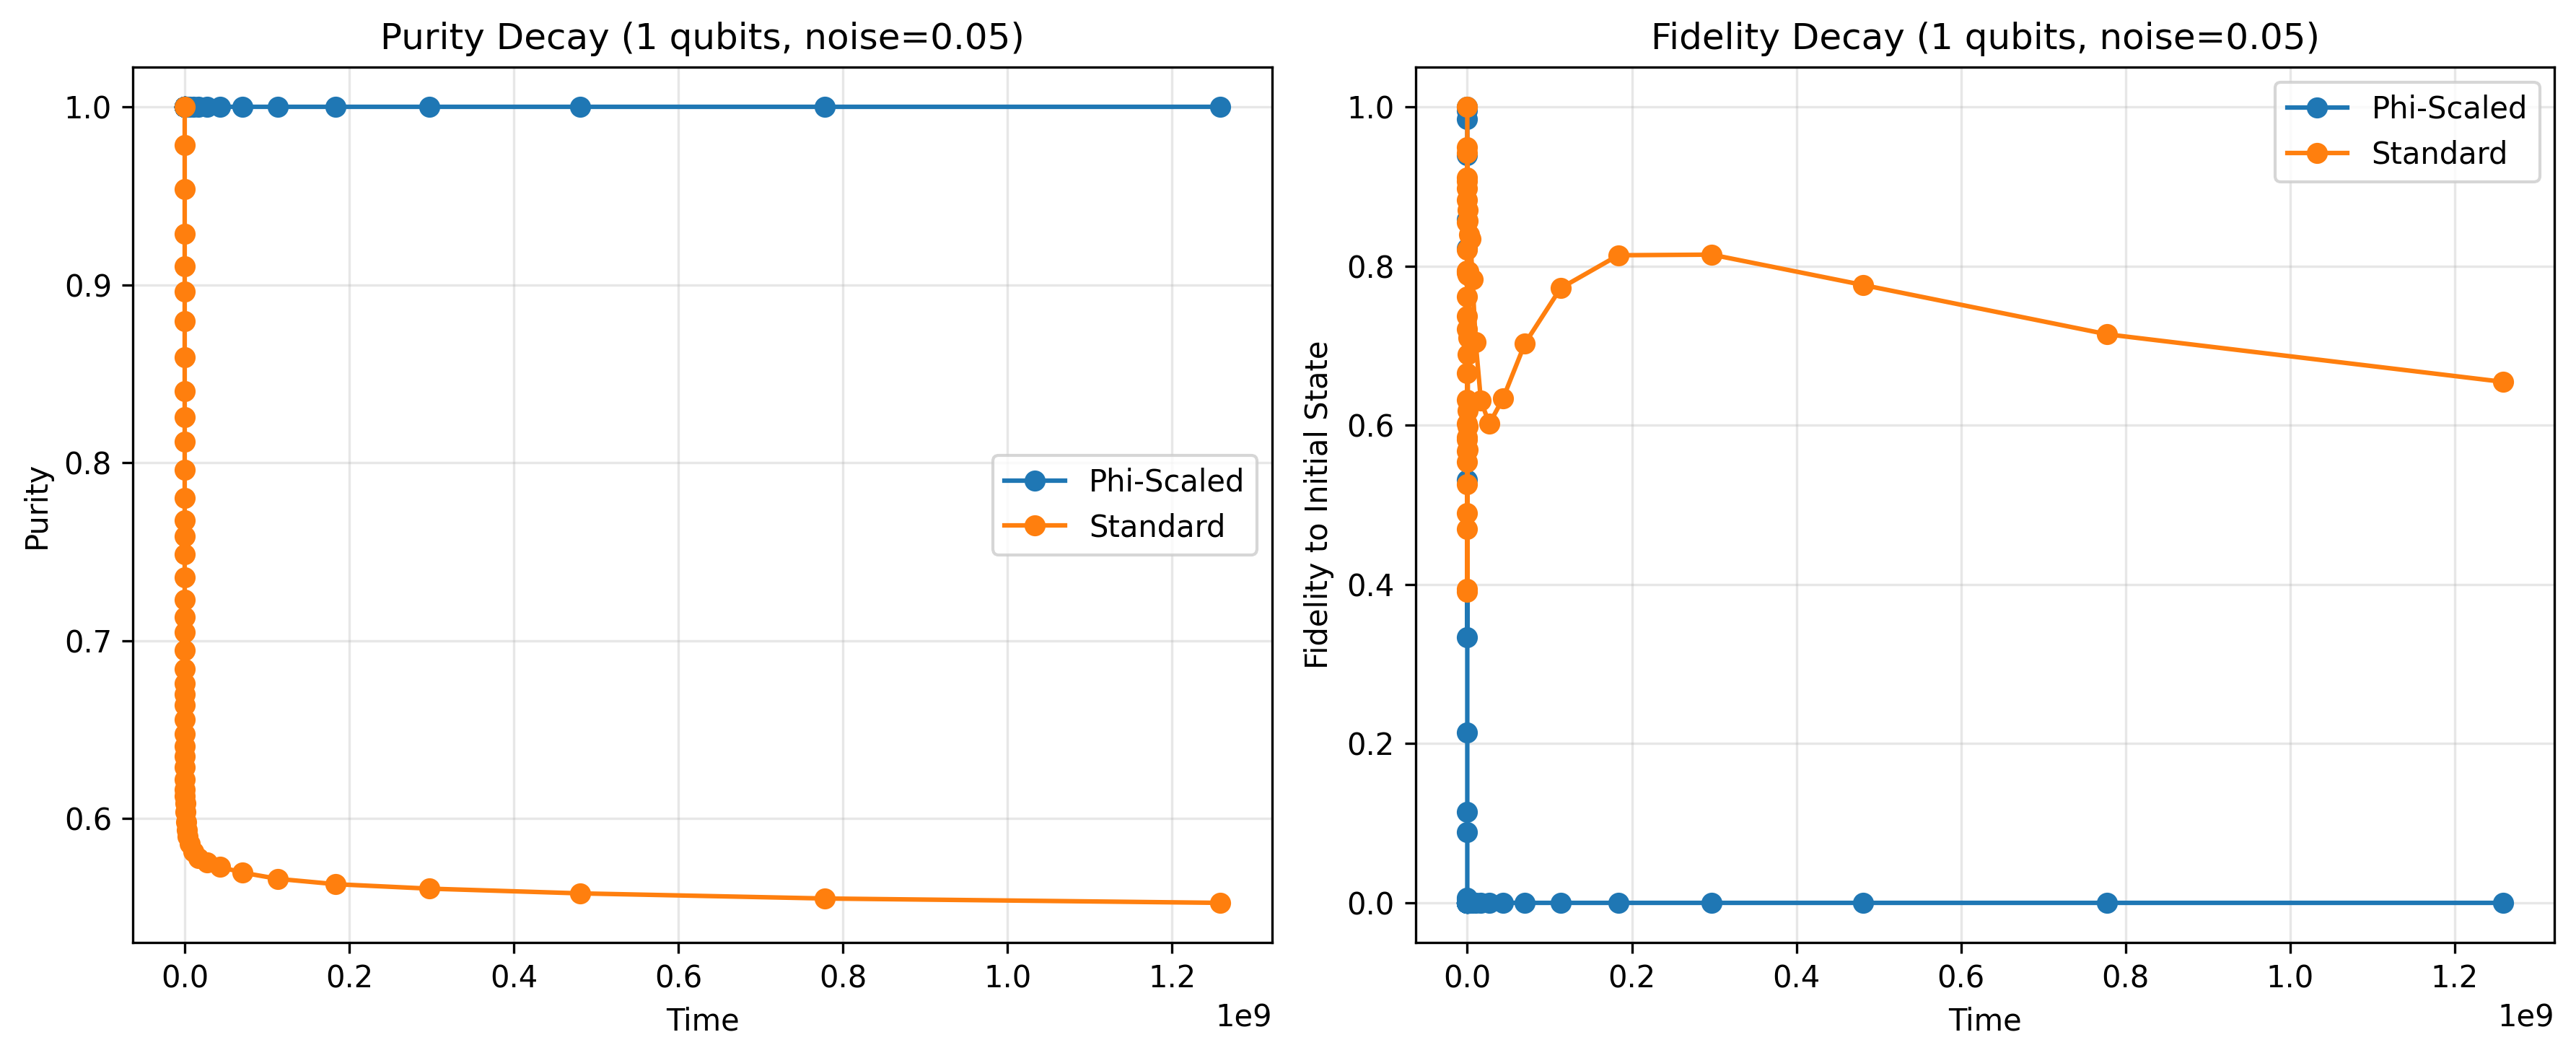 Purity Decay (1 qubits, noise=0.05)
Purity
1.0
0.9
0.8
0.7
0.6
Phi-Scaled
Standard
0.0 0.2 0.4 0.6 0.8 1.0 1.2
1e9
Time
Fidelity Decay (1 qubits, noise=0.05)
Fidelity to Initial State
1.0
0.8
0.6
0.4
0.2
0.0
Phi-Scaled
Standard
0.0 0.2 0.4 0.6 0.8 1.0 1.2
1e9
Time